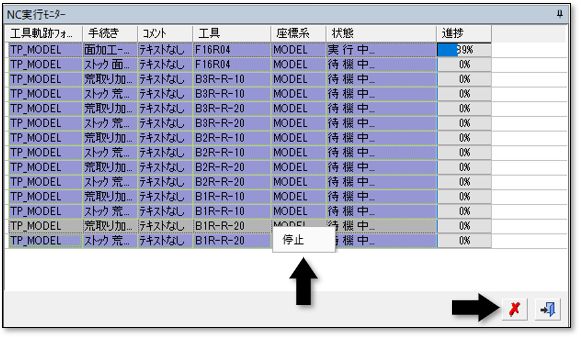 NC実行ﾓﾆﾀｰ
工具軌跡フォ... 手続き コメント 工具 座標系 状態 進捗
TP_MODEL 面加工-... テキストなし F16R04 MODEL 実 行 中... 39%
TP_MODEL ストック 面... テキストなし F16R04 MODEL 待 機 中... 0%
TP_MODEL 荒取り加... テキストなし B3R-R-10 MODEL 待 機 中... 0%
TP_MODEL ストック 荒... テキストなし B3R-R-10 MODEL 待 機 中... 0%
TP_MODEL 荒取り加... テキストなし B3R-R-20 MODEL 待 機 中... 0%
TP_MODEL ストック 荒... テキストなし B3R-R-20 MODEL 待 機 中... 0%
TP_MODEL 荒取り加... テキストなし B2R-R-10 MODEL 待 機 中... 0%
TP_MODEL ストック 荒... テキストなし B2R-R-10 MODEL 待 機 中... 0%
TP_MODEL 荒取り加... テキストなし B2R-R-20 MODEL 待 機 中... 0%
TP_MODEL ストック 荒... テキストなし B2R-R-20 MODEL 待 機 中... 0%
TP_MODEL 荒取り加... テキストなし B1R-R-10 MODEL 待 機 中... 0%
TP_MODEL ストック 荒... テキストなし B1R-R-10 MODEL 待 機 中... 0%
TP_MODEL 荒取り加... テキストなし B1R-R-20 MODEL 待 機 中... 0%
TP_MODEL ストック 荒... テキストなし B1R-R-20 待 機 中... 0%
停止